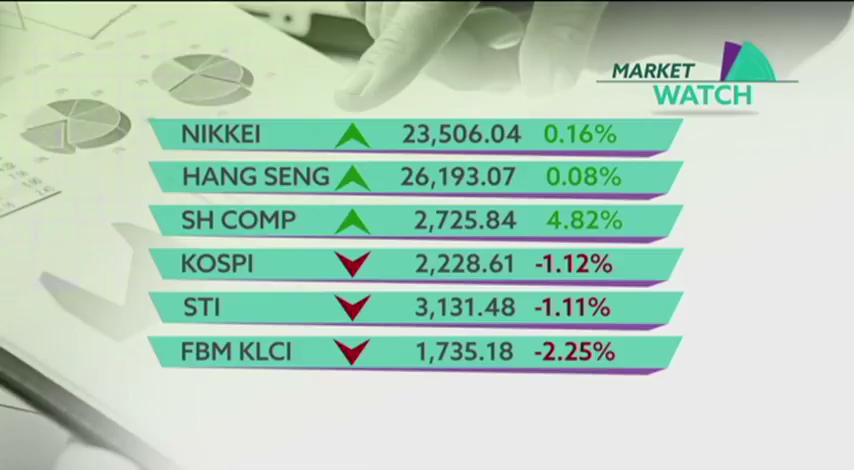 MARKET
WATCH
NIKKEI 23,506.04 0.16%
HANG SENG 26,193.07 0.08%
SH COMP 2,725.84 4.82%
KOSPI 2,228.61 -1.12%
STI 3,131.48 -1.11%
FBM KLCI 1,735.18 -2.25%